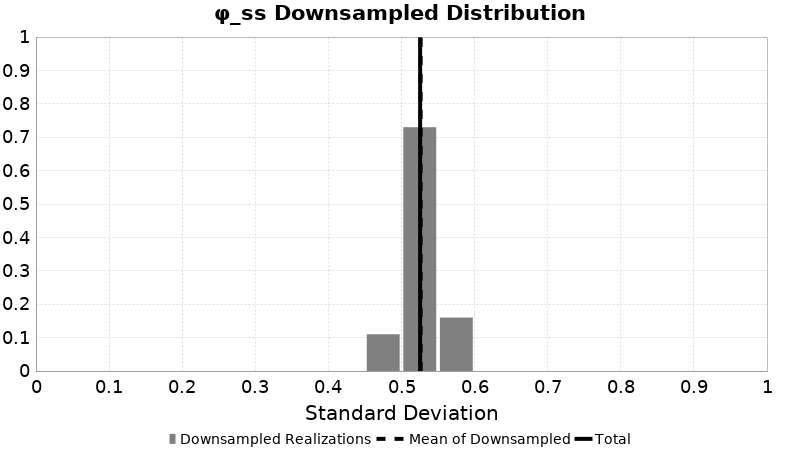 φ_ss Downsampled Distribution
1
0.9
0.8
0.7
0.6
0.5
0.4
0.3
0.2
0.1
0
0 0.1 0.2 0.3 0.4 0.5 0.6 0.7 0.8 0.9 1
Standard Deviation
Downsampled Realizations Mean of Downsampled Total